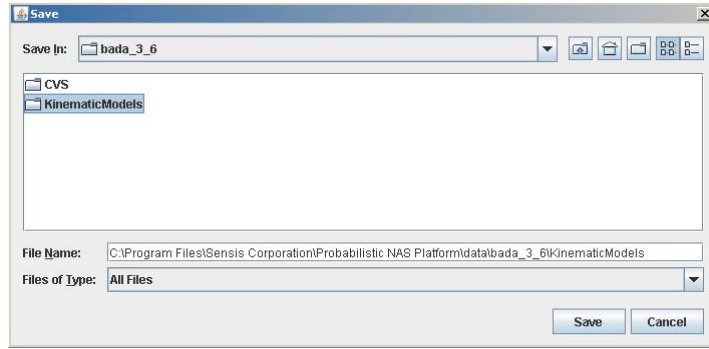 Save
Save In: bada_3_6
CVS
KinematicModels
File Name: C:\Program Files\Sensis Corporation\Probabilistic NAS Platform\data\bada_3_6\KinematicModels
Files of Type: All Files
Save Cancel